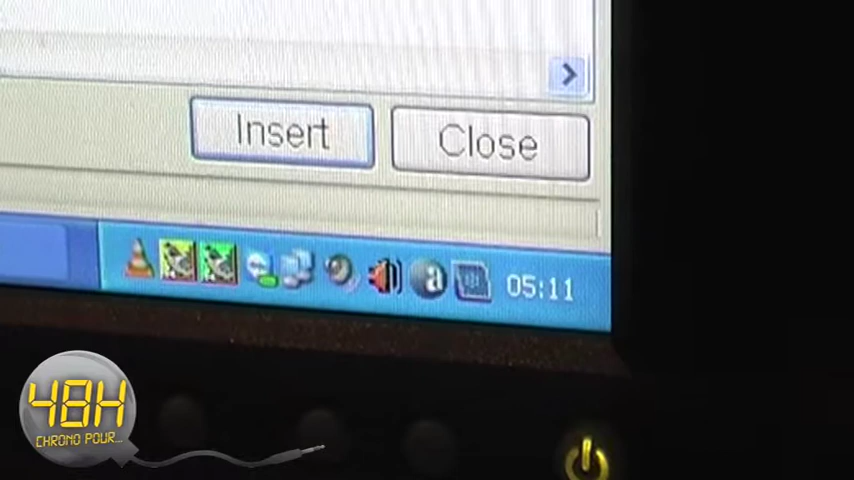 Insert
Close
a
05:11
48H
CHRONO POUR...